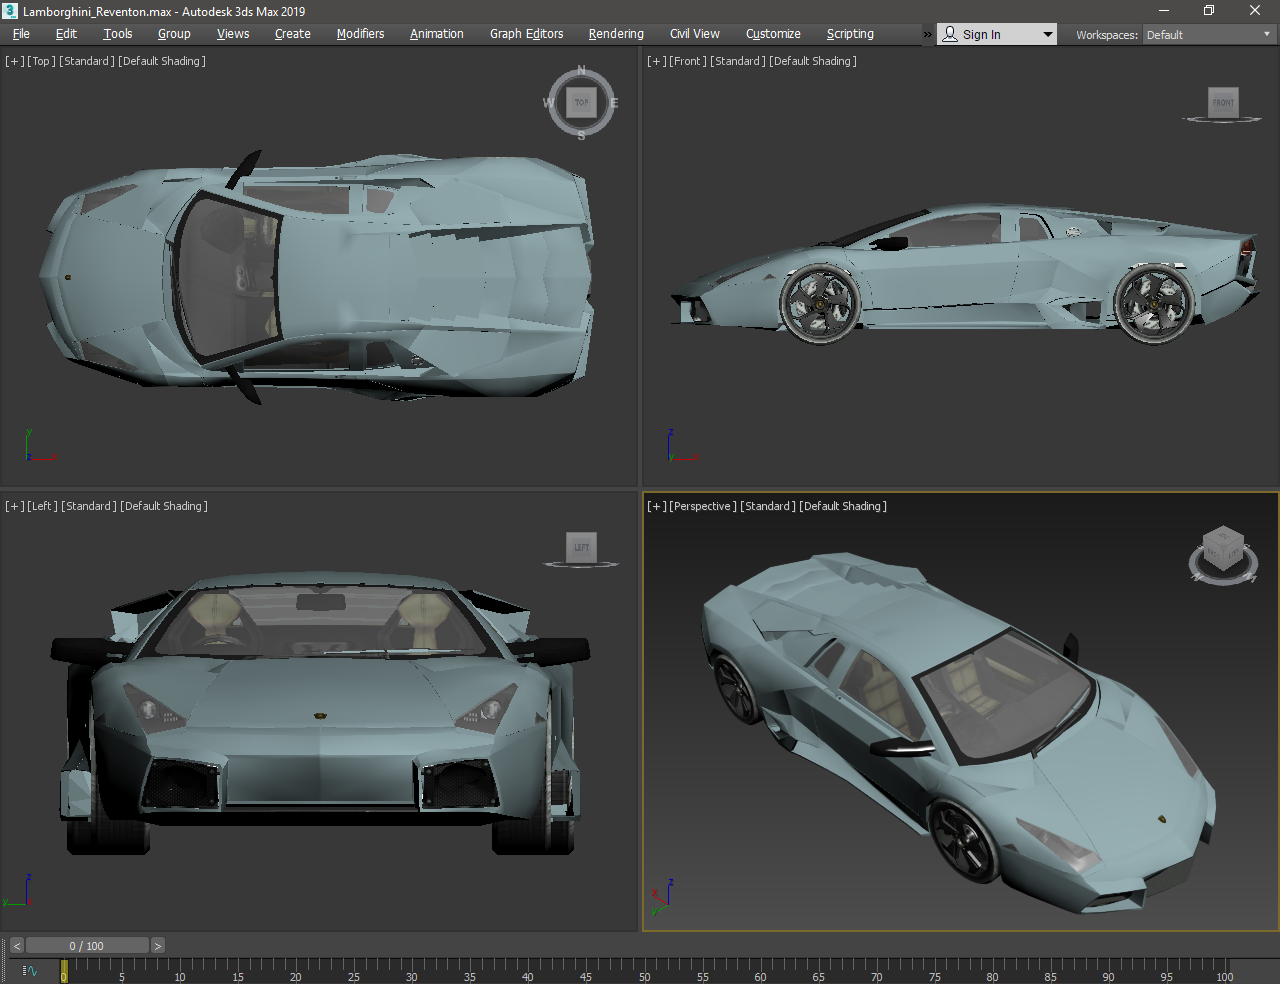 Lamborghini_Reventon.max - Autodesk 3ds Max 2019
File Edit Tools Group Views Create Modifiers Animation Graph Editors Rendering Civil View Customize Scripting » Sign In Workspaces: Default
[+] [Top] [Standard] [Default Shading]
N
W TOP E
S
y
z x
[+] [Front] [Standard] [Default Shading]
FRONT
z
y x
[+] [Left] [Standard] [Default Shading]
LEFT
z
y
[+] [Perspective] [Standard] [Default Shading]
z
x
y
< 0 / 100 >
0 5 10 15 20 25 30 35 40 45 50 55 60 65 70 75 80 85 90 95 100